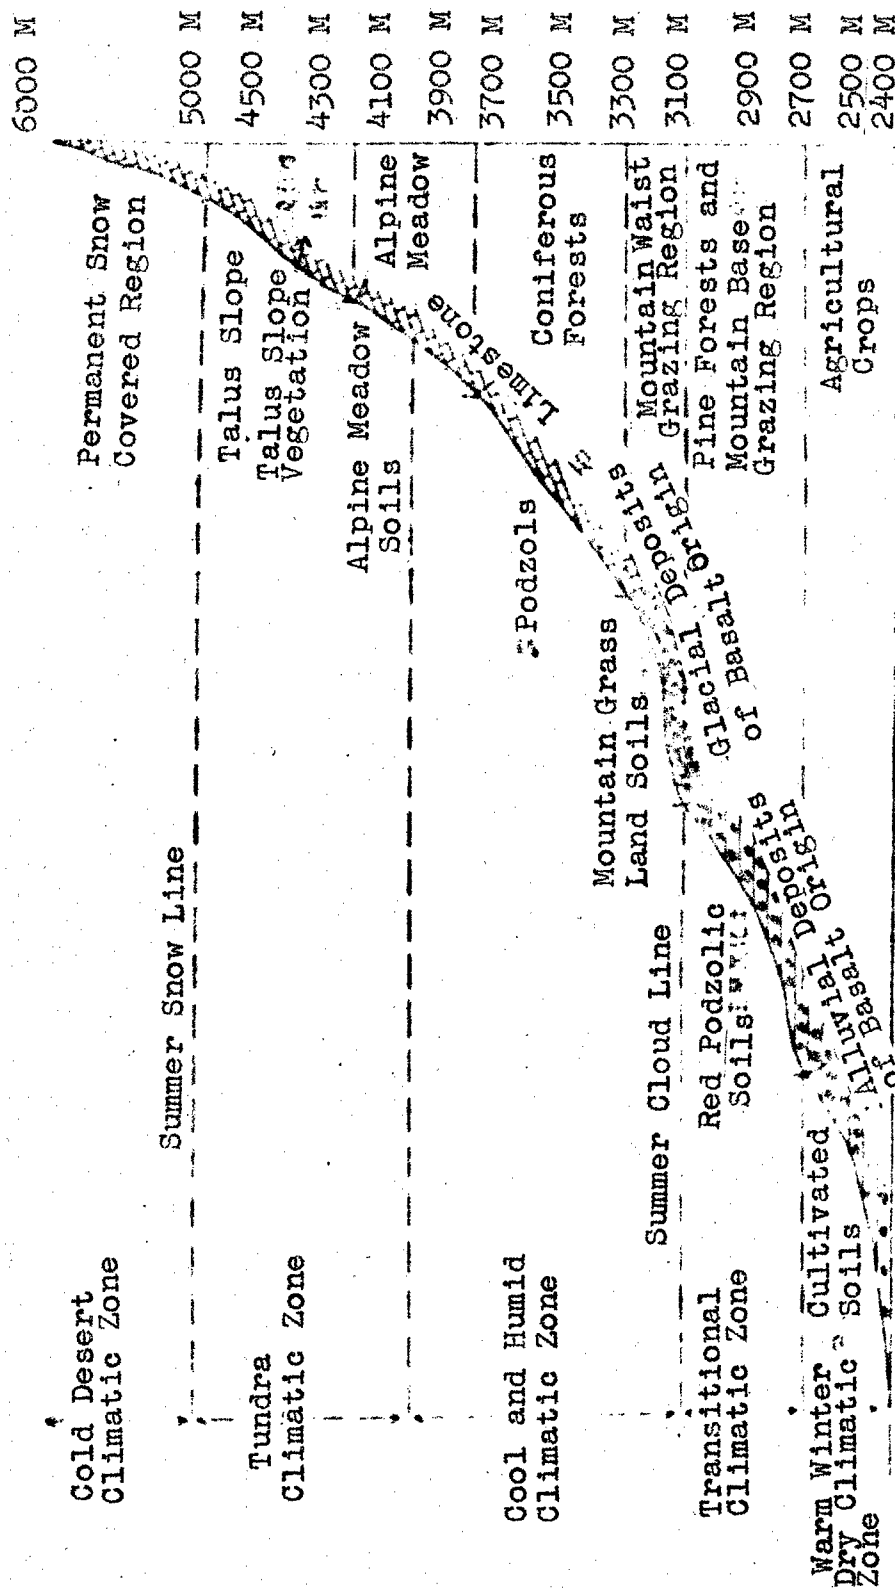 6000 M
5000 M
4500 M
4300 M
4100 M
3900 M
3700 M
3500 M
3300 M
3100 M
2900 M
2700 M
2500 M
2400 M
Permanent Snow
Covered Region
Talus Slope
Talus Slope
Vegetation
Alpine
Meadow
Coniferous
Forests
Mountain Waist
Grazing Region
Pine Forests and
Mountain Base
Grazing Region
Agricultural
Crops
Limestone
Glacial Deposits
of Basalt Origin
Alluvial Deposits
of Basalt Origin
Alpine Meadow
Soils
Podzols
Mountain Grass
Land Soils
Red Podzolic
Soils
Cultivated
Soils
Summer Snow Line
Summer Cloud Line
Cold Desert
Climatic Zone
Tundra
Climatic Zone
Cool and Humid
Climatic Zone
Transitional
Climatic Zone
Warm Winter
Dry Climatic
Zone